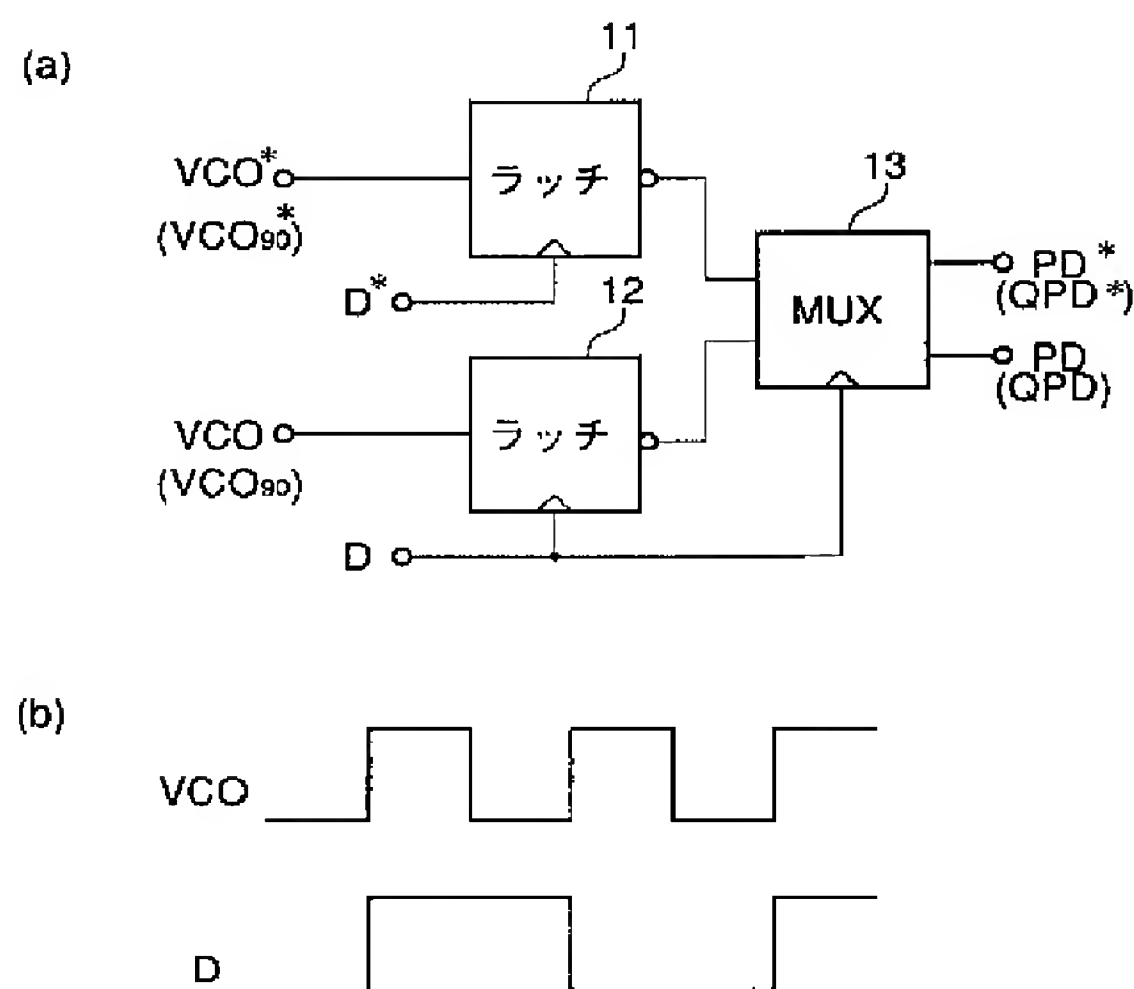 (a)
11
VCO*
(VCO90*)
ラッチ
D*
13
MUX
PD*
(QPD*)
PD
(QPD)
12
VCO
(VCO90)
ラッチ
D
(b)
VCO
D